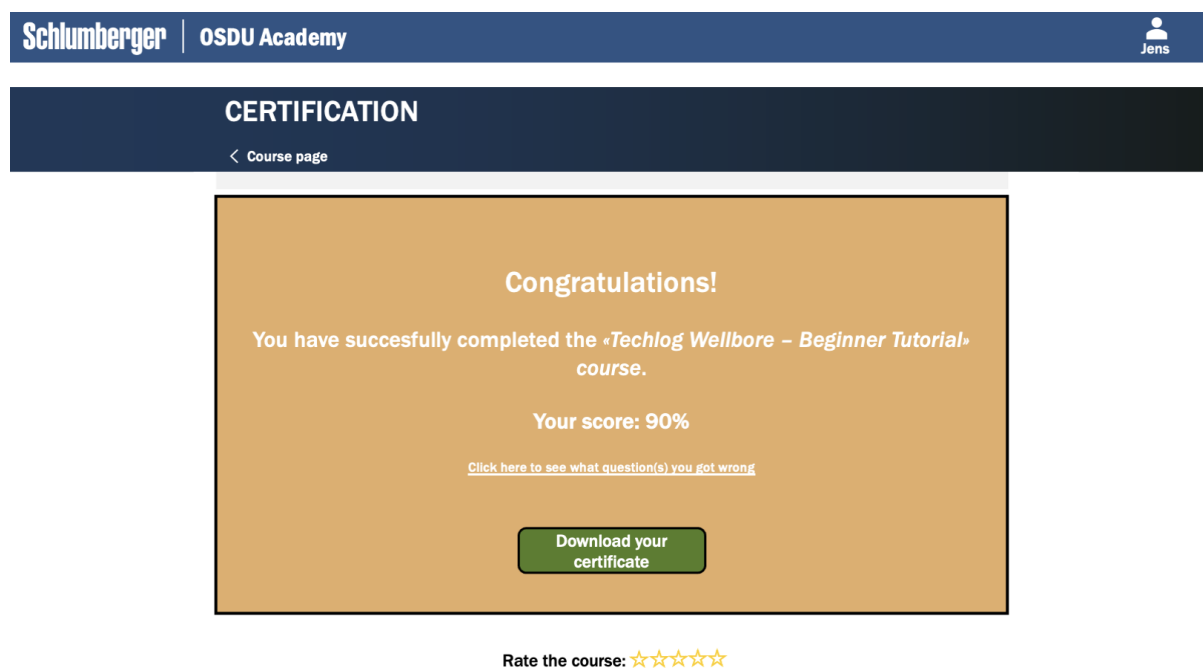 Schlumberger | OSDU Academy
Jens
CERTIFICATION
< Course page
Congratulations!
You have succesfully completed the «Techlog Wellbore – Beginner Tutorial»
course.
Your score: 90%
Click here to see what question(s) you got wrong
Download your
certificate
Rate the course: ☆☆☆☆☆